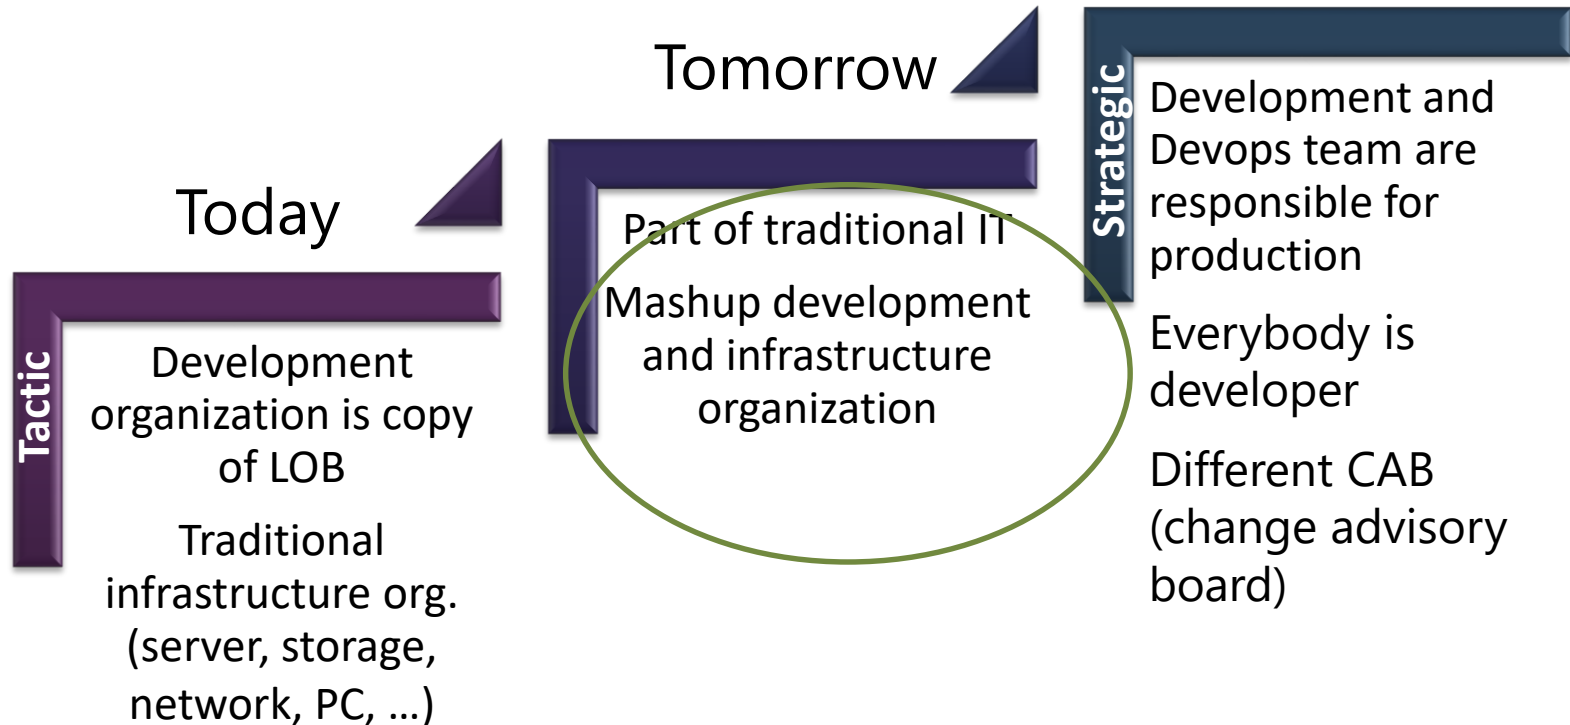 Today
Tactic
Development
organization is copy
of LOB
Traditional
infrastructure org.
(server, storage,
network, PC, ...)
Tomorrow
Part of traditional IT
Mashup development
and infrastructure
organization
Strategic
Development and
Devops team are
responsible for
production
Everybody is
developer
Different CAB
(change advisory
board)